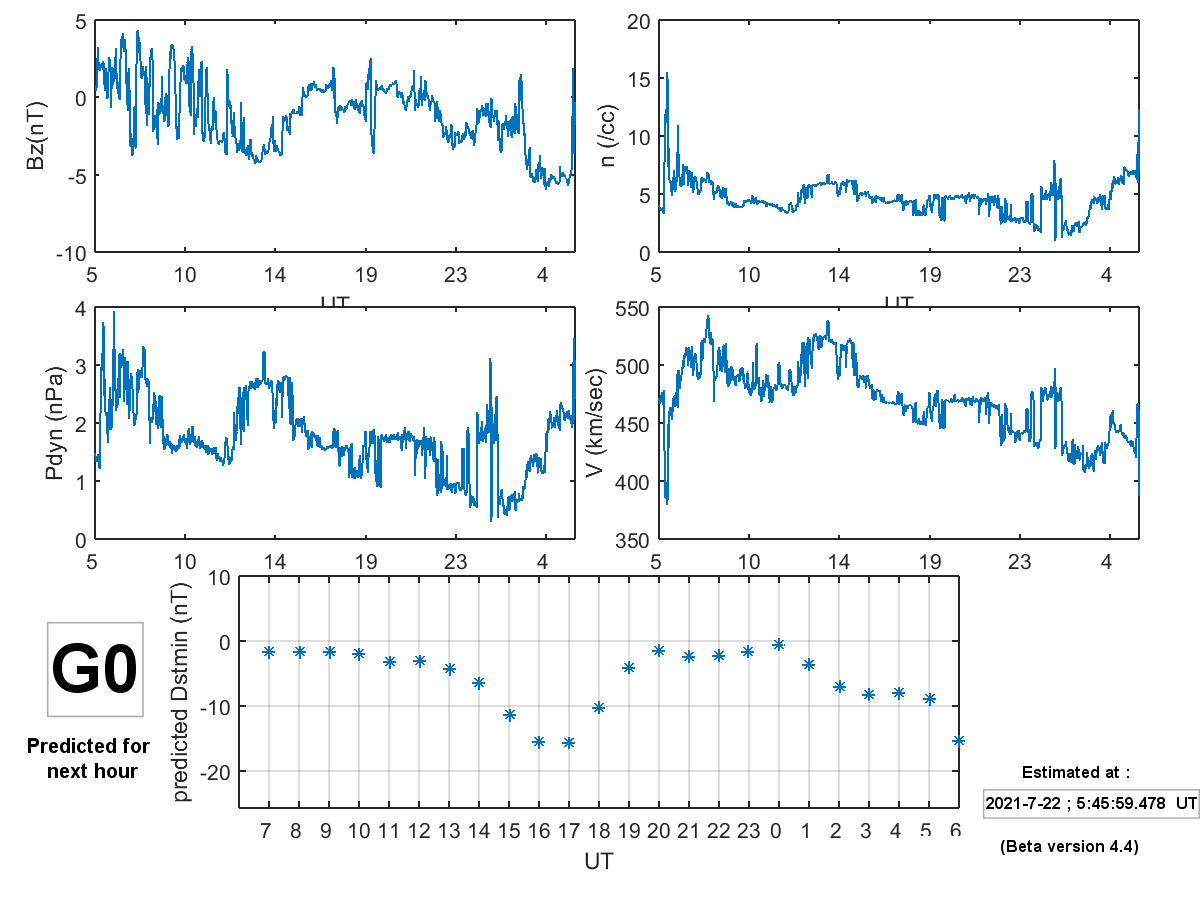 5
0
-5
-10
Bz(nT)
5 10 14 19 23 4
UT
20
15
10
5
0
n (/cc)
5 10 14 19 23 4
UT
4
3
2
1
0
Pdyn (nPa)
5 10 14 19 23 4
550
500
450
400
350
V (km/sec)
5 10 14 19 23 4
10
0
-10
-20
predicted Dstmin (nT)
7 8 9 10 11 12 13 14 15 16 17 18 19 20 21 22 23 0 1 2 3 4 5 6
UT
G0
Predicted for
next hour
Estimated at :
2021-7-22 ; 5:45:59.478 UT
(Beta version 4.4)